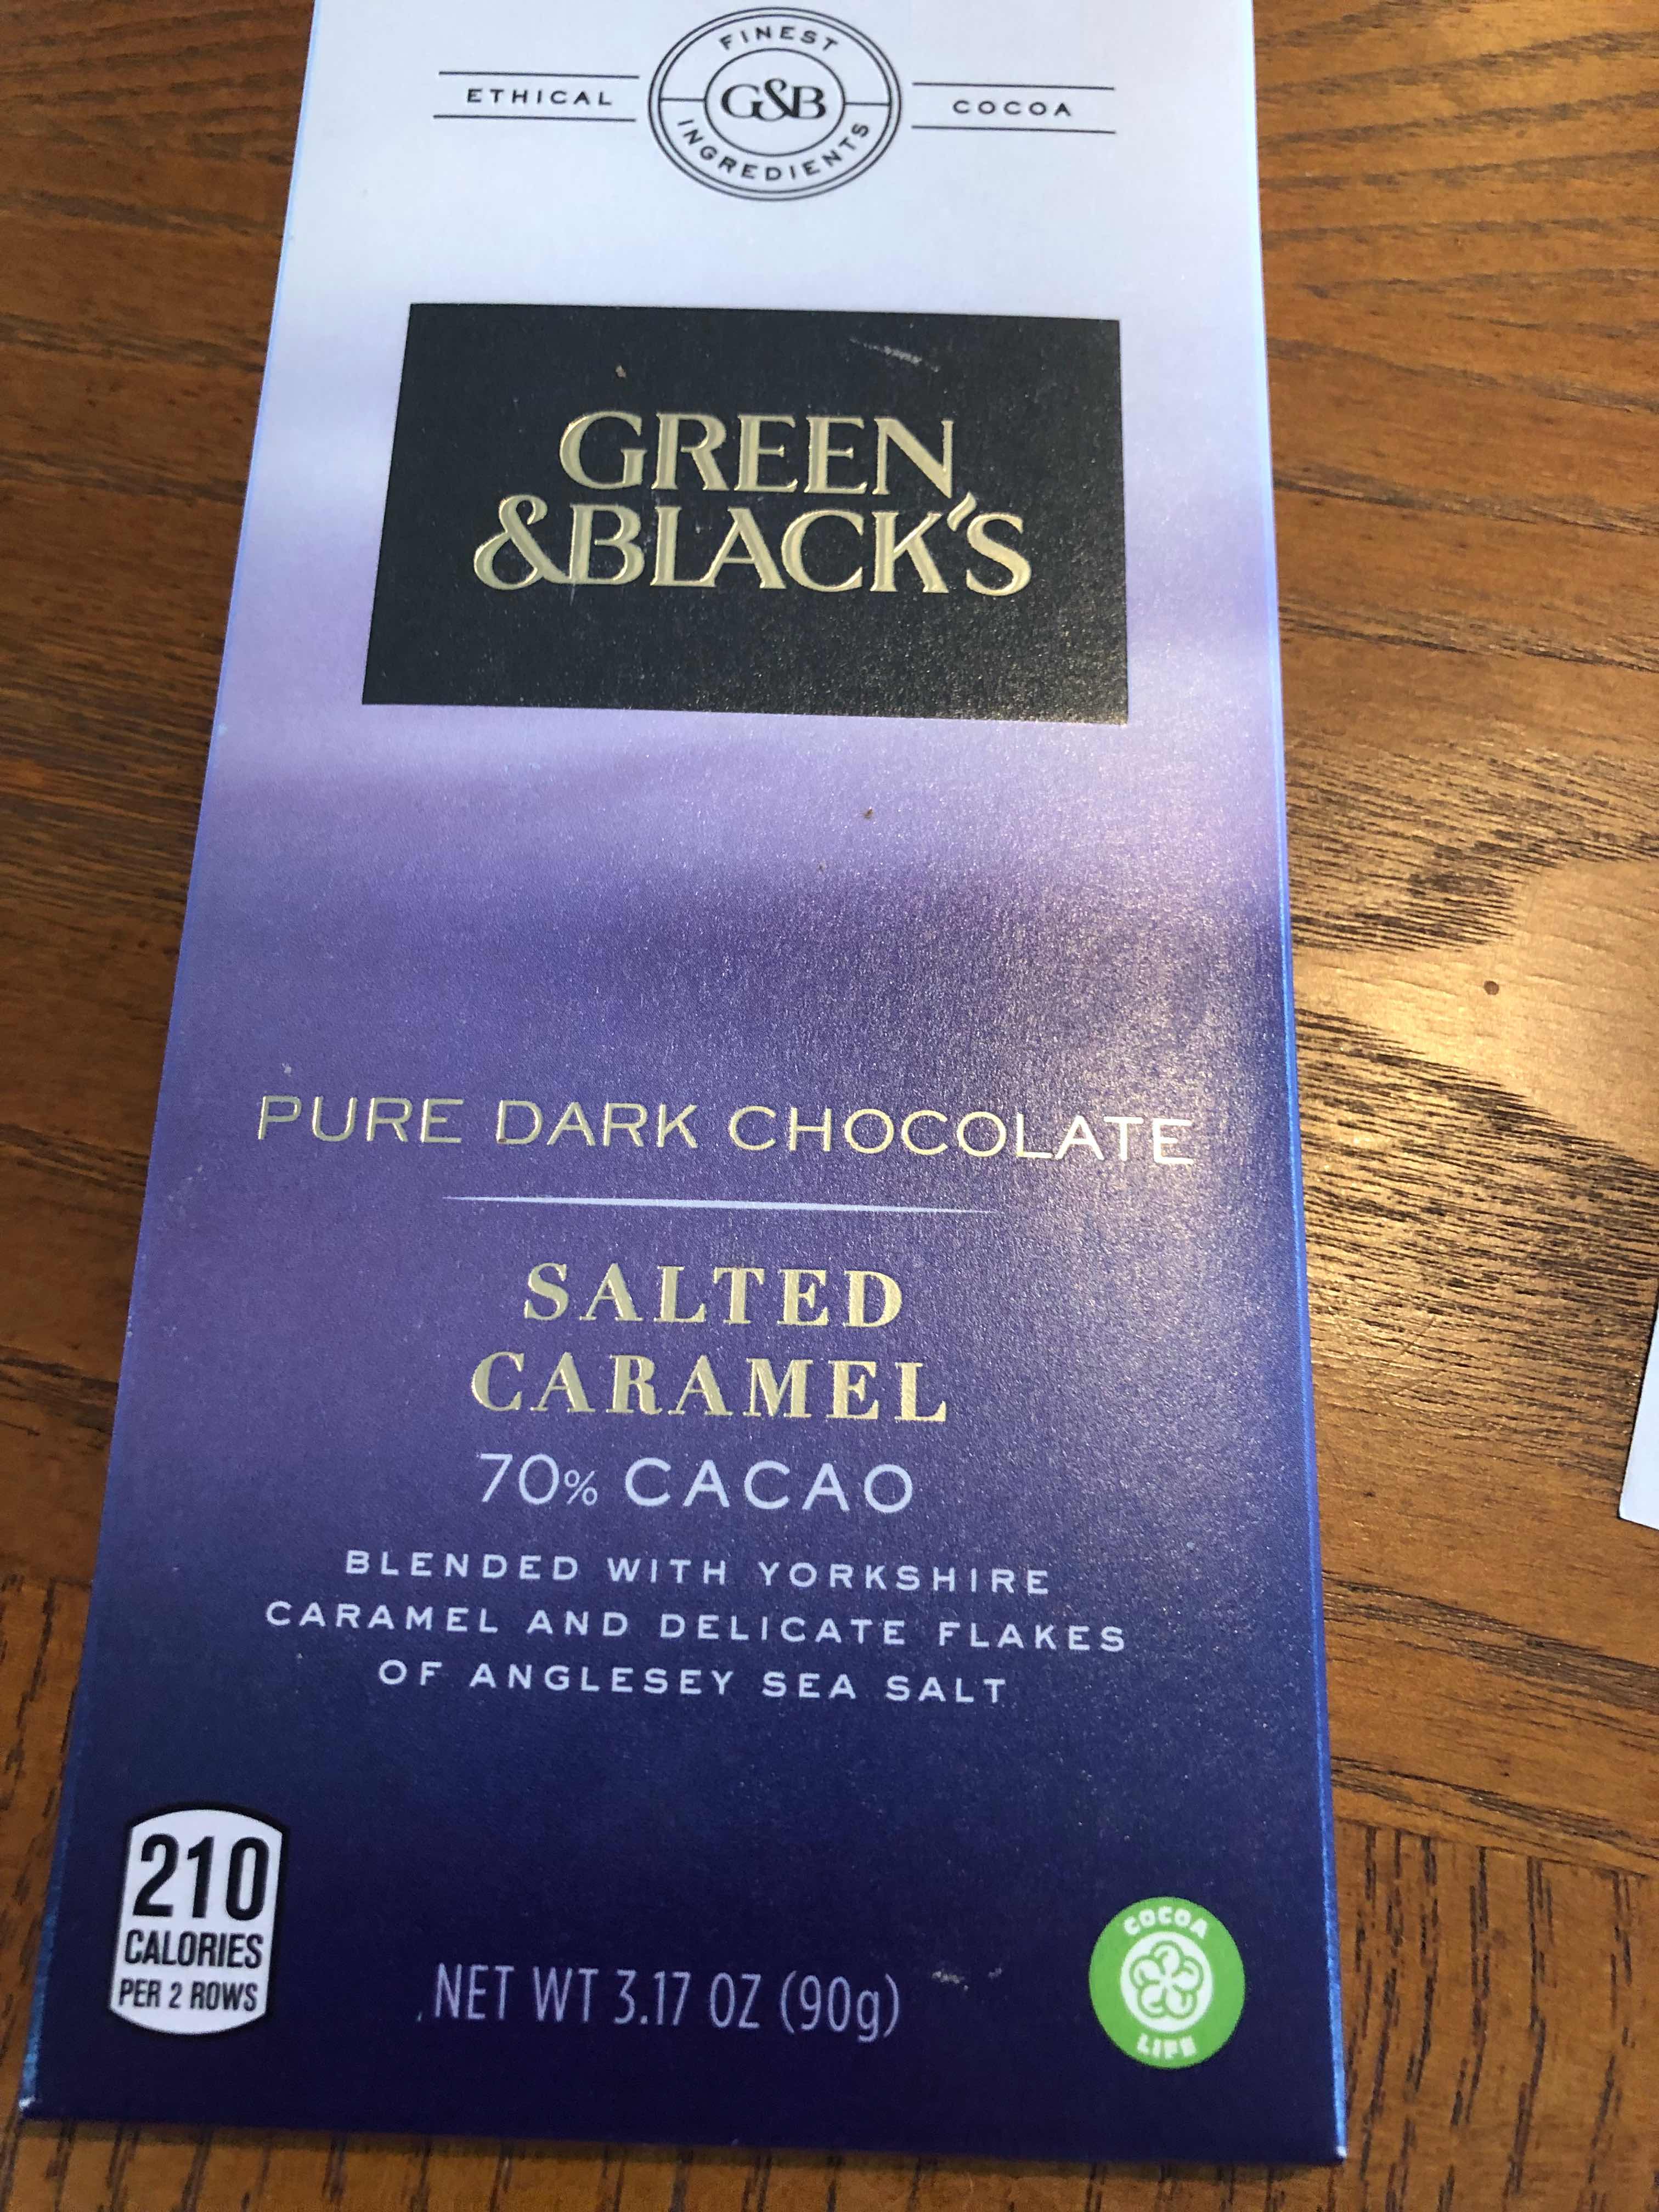 FINEST
ETHICAL G&B COCOA
INGREDIENTS
GREEN
&BLACK'S
PURE DARK CHOCOLATE
SALTED
CARAMEL
70% CACAO
BLENDED WITH YORKSHIRE
CARAMEL AND DELICATE FLAKES
OF ANGLESEY SEA SALT
210
CALORIES
PER 2 ROWS
NET WT 3.17 OZ (90g)
COCOA
LIFE